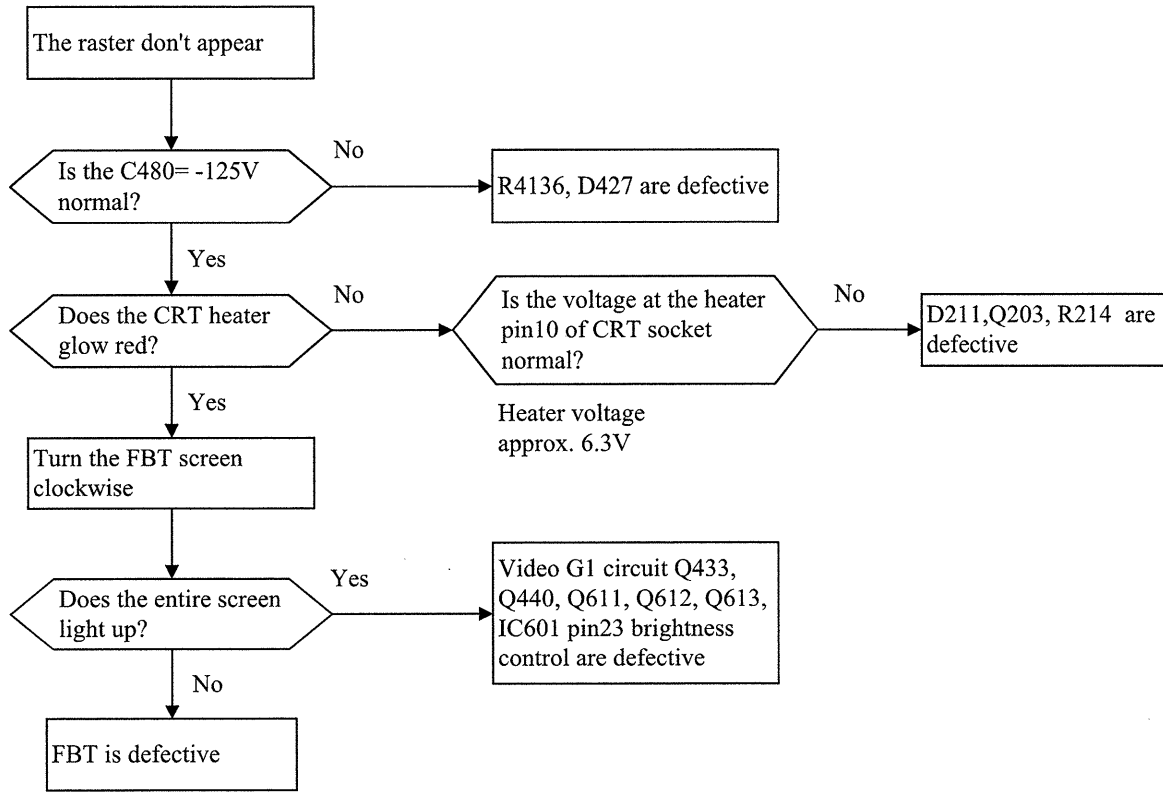 The raster don't appear
Is the C480= -125V
normal?
No
R4136, D427 are defective
Yes
Does the CRT heater
glow red?
No
Is the voltage at the heater
pin10 of CRT socket
normal?
No
D211,Q203, R214 are
defective
Heater voltage
approx. 6.3V
Yes
Turn the FBT screen
clockwise
Does the entire screen
light up?
Yes
Video G1 circuit Q433,
Q440, Q611, Q612, Q613,
IC601 pin23 brightness
control are defective
No
FBT is defective